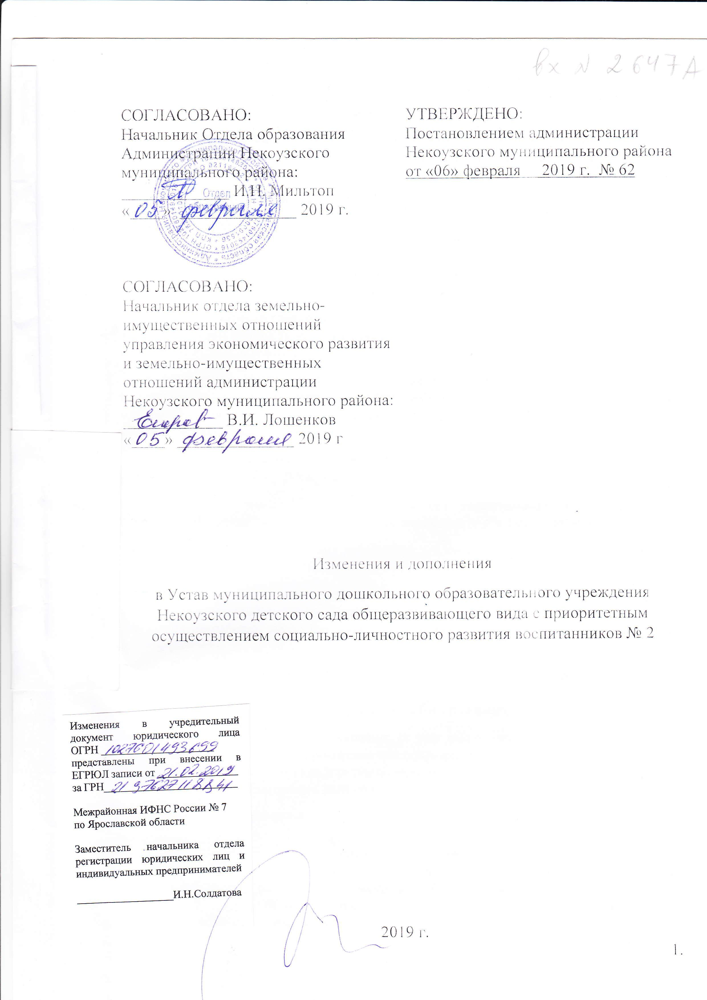 вх N 2647А
СОГЛАСОВАНО:
Начальник Отдела образования
Администрации Некоузского
муниципального района:
И.Н. Мильтоп
«05» февраля 2019 г.
УТВЕРЖДЕНО:
Постановлением администрации
Некоузского муниципального района
от «06» февраля 2019 г. № 62
Отдел
СОГЛАСОВАНО:
Начальник отдела земельно-
имущественных отношений
управления экономического развития
и земельно-имущественных
отношений администрации
Некоузского муниципального района:
В.И. Лошенков
«05» февраля 2019 г
Изменения и дополнения
в Устав муниципального дошкольного образовательного учреждения
Некоузского детского сада общеразвивающего вида с приоритетным
осуществлением социально-личностного развития воспитанников № 2
Изменения в учредительный
документ юридического лица
ОГРН 1027601493699
представлены при внесении в
ЕГРЮЛ записи от 21.02.2019
за ГРН
Межрайонная ИФНС России № 7
по Ярославской области
Заместитель начальника отдела
регистрации юридических лиц и
индивидуальных предпринимателей
И.Н.Солдатова
2019 г.
1.